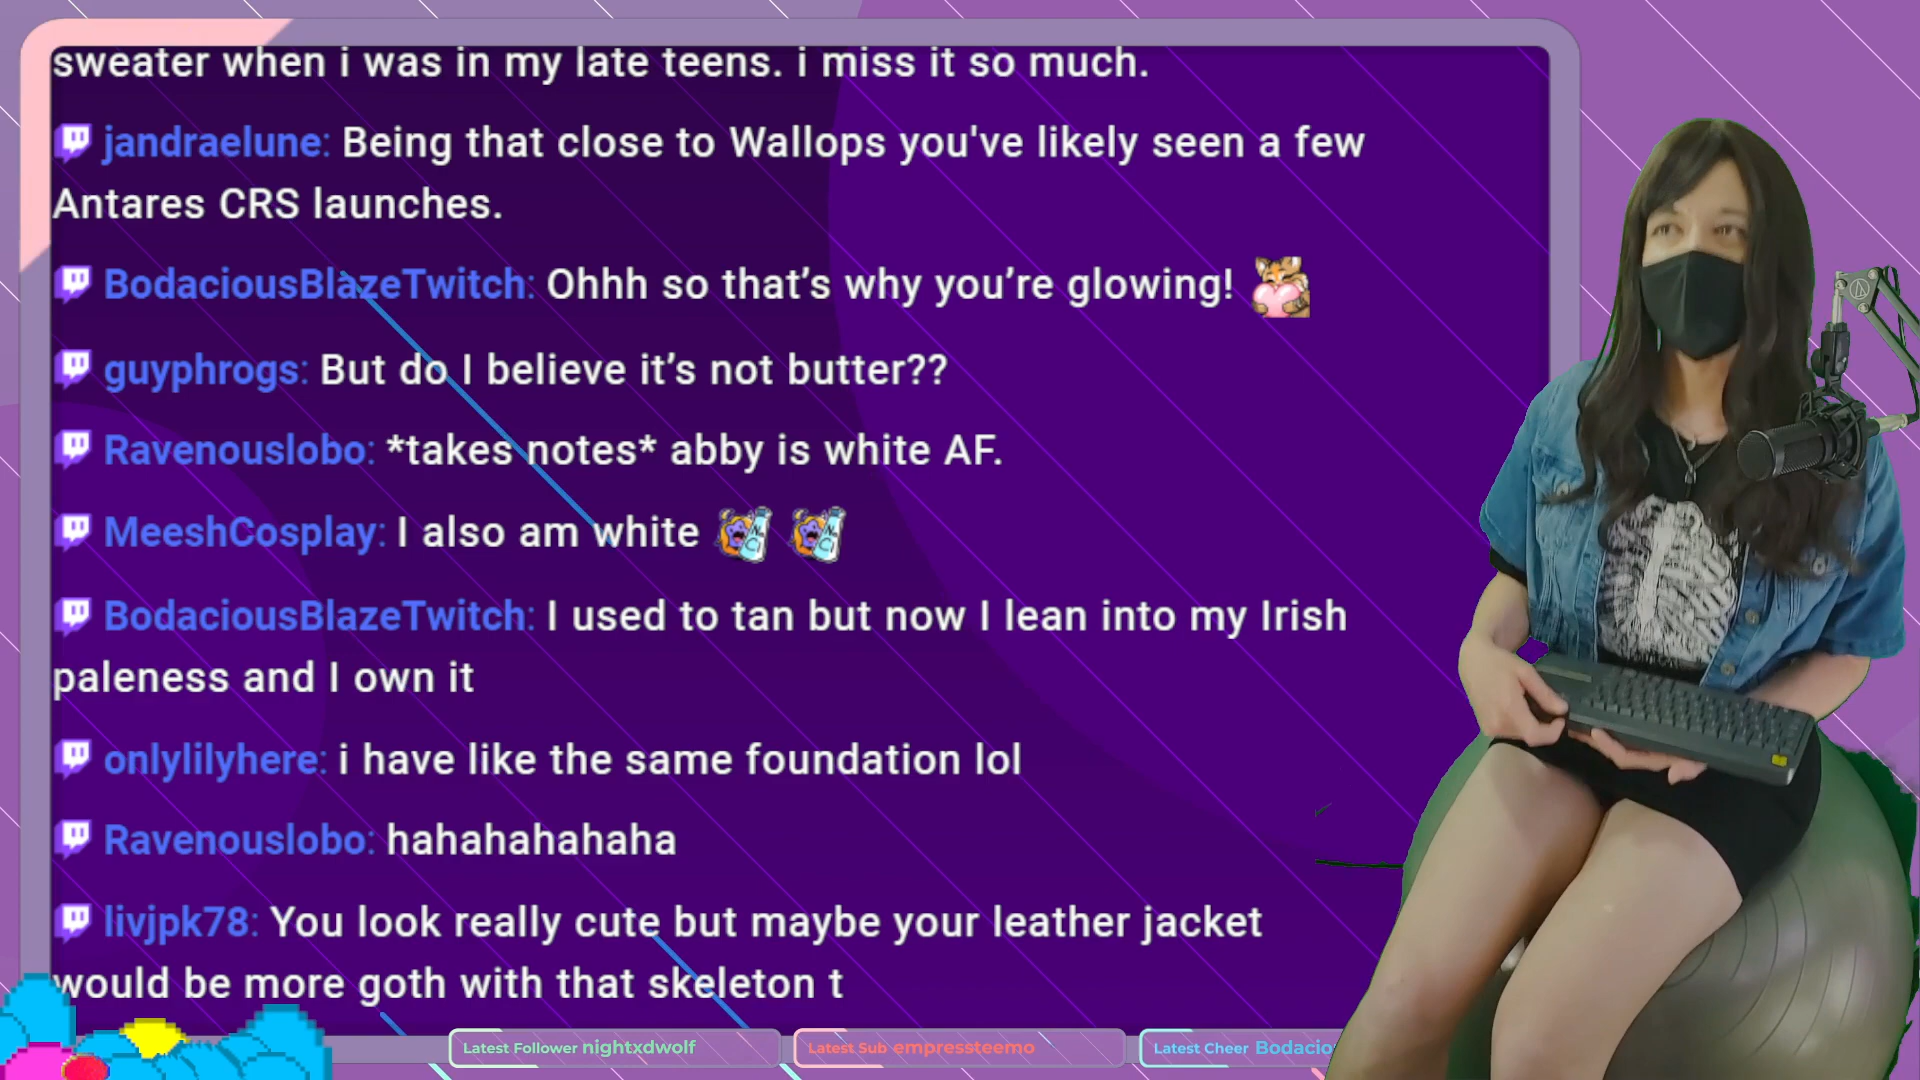 sweater when i was in my late teens. i miss it so much.
jandraelune: Being that close to Wallops you've likely seen a few
Antares CRS launches.
BodaciousBlazeTwitch: Ohhh so that’s why you’re glowing!
guyphrogs: But do I believe it’s not butter??
Ravenouslobo: *takes notes* abby is white AF.
MeeshCosplay: I also am white
BodaciousBlazeTwitch: I used to tan but now I lean into my Irish
paleness and I own it
onlylilyhere: i have like the same foundation lol
Ravenouslobo: hahahahahaha
livjpk78: You look really cute but maybe your leather jacket
would be more goth with that skeleton t
Latest Follower nightxdwolf
Latest Sub empressteemo
Latest Cheer Bodacio